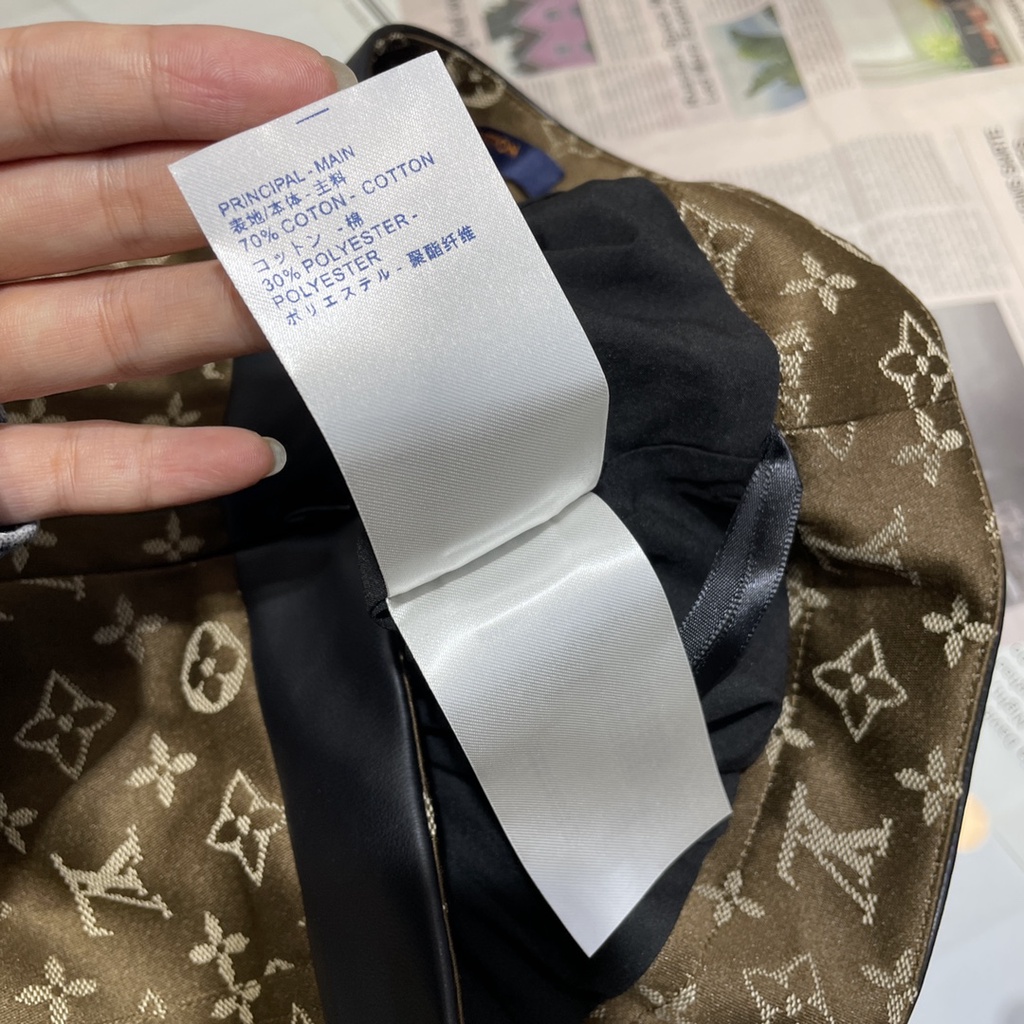 PRINCIPAL - MAIN
表地/本体 - 主料
70% COTON - COTTON
コットン - 棉
30% POLYESTER -
POLYESTER
ポリエステル - 聚酯纤维